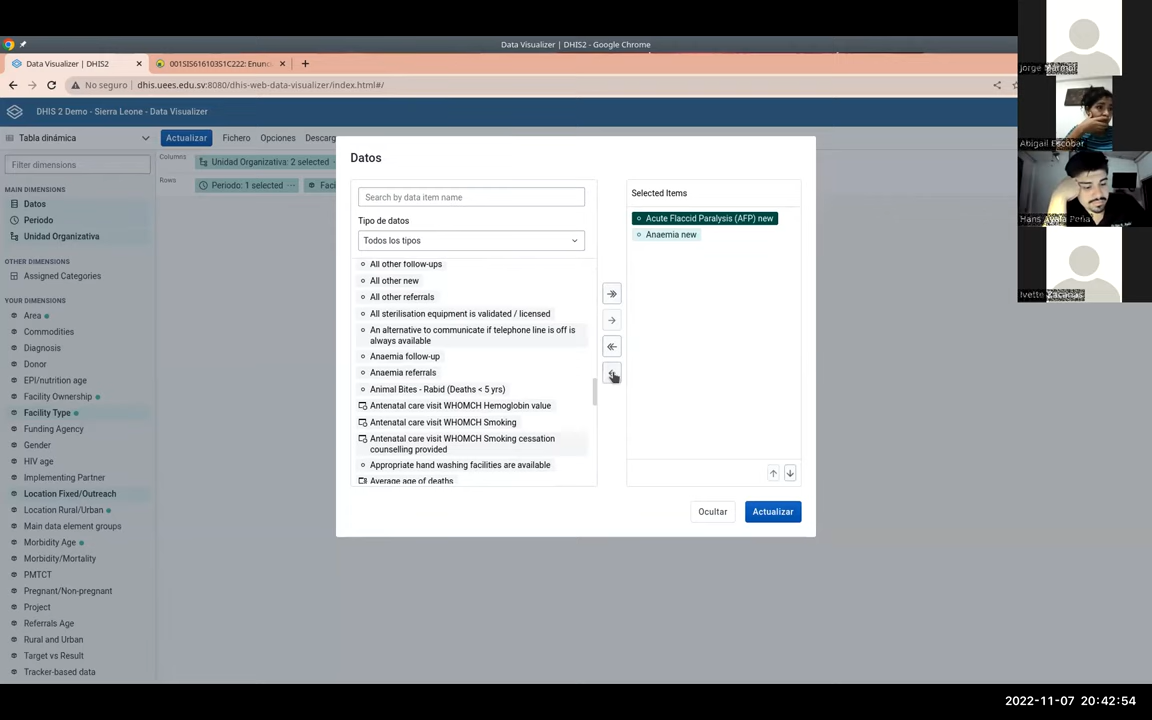 Data Visualizer | DHIS2 - Google Chrome
Data Visualizer | DHIS2
001SIS616103S1C222: Enun
No seguro
dhis.uees.edu.sv:8080/dhis-web-data-visualizer/index.html#/
DHIS 2 Demo - Sierra Leone - Data Visualizer
Tabla dinámica
Actualizar
Fichero
Opciones
Descarg
Filter dimensions
MAIN DIMENSIONS
Datos
Periodo
Unidad Organizativa
OTHER DIMENSIONS
Assigned Categories
YOUR DIMENSIONS
Area
Commodities
Diagnosis
Donor
EPI/nutrition age
Facility Ownership
Facility Type
Funding Agency
Gender
HIV age
Implementing Partner
Location Fixed/Outreach
Location Rural/Urban
Main data element groups
Morbidity Age
Morbidity/Mortality
PMTCT
Pregnant/Non-pregnant
Project
Referrals Age
Rural and Urban
Target vs Result
Tracker-based data
Columns
Unidad Organizativa: 2 selected
Rows
Periodo: 1 selected
Faci
Datos
Search by data item name
Tipo de datos
Todos los tipos
All other follow-ups
All other new
All other referrals
All sterilisation equipment is validated / licensed
An alternative to communicate if telephone line is off is
always available
Anaemia follow-up
Anaemia referrals
Animal Bites - Rabid (Deaths < 5 yrs)
Antenatal care visit WHOMCH Hemoglobin value
Antenatal care visit WHOMCH Smoking
Antenatal care visit WHOMCH Smoking cessation
counselling provided
Appropriate hand washing facilities are available
Average age of deaths
Selected Items
Acute Flaccid Paralysis (AFP) new
Anaemia new
Ocultar
Actualizar
Jorge
Abigail Escobar
Hans Ayala Peña
Ivette Zacarias
2022-11-07 20:42:54